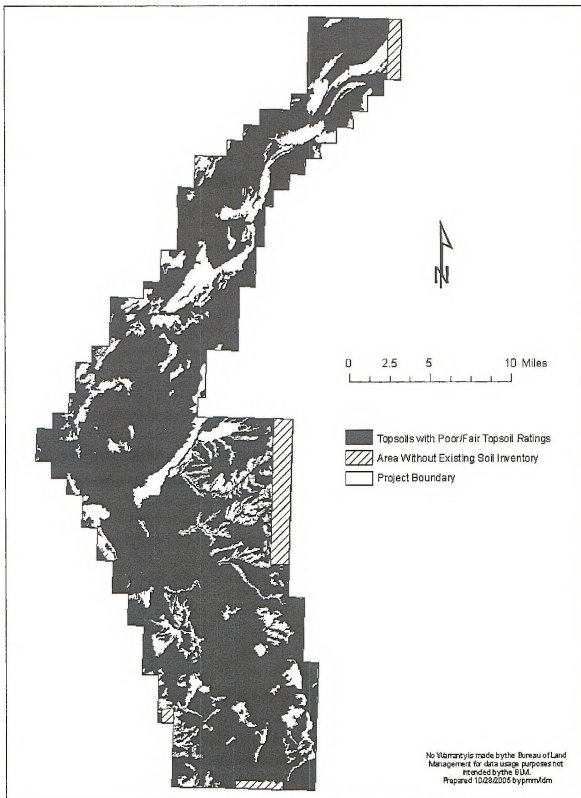 N
0 2.5 5 10 Miles
Topsoils with Poor/Fair Topsoil Ratings
Area Without Existing Soil Inventory
Project Boundary
No Warranty is made by the Bureau of Land
Management for data usage purposes not
intended by the BLM.
Prepared 10/28/2005 by pmm/ldm